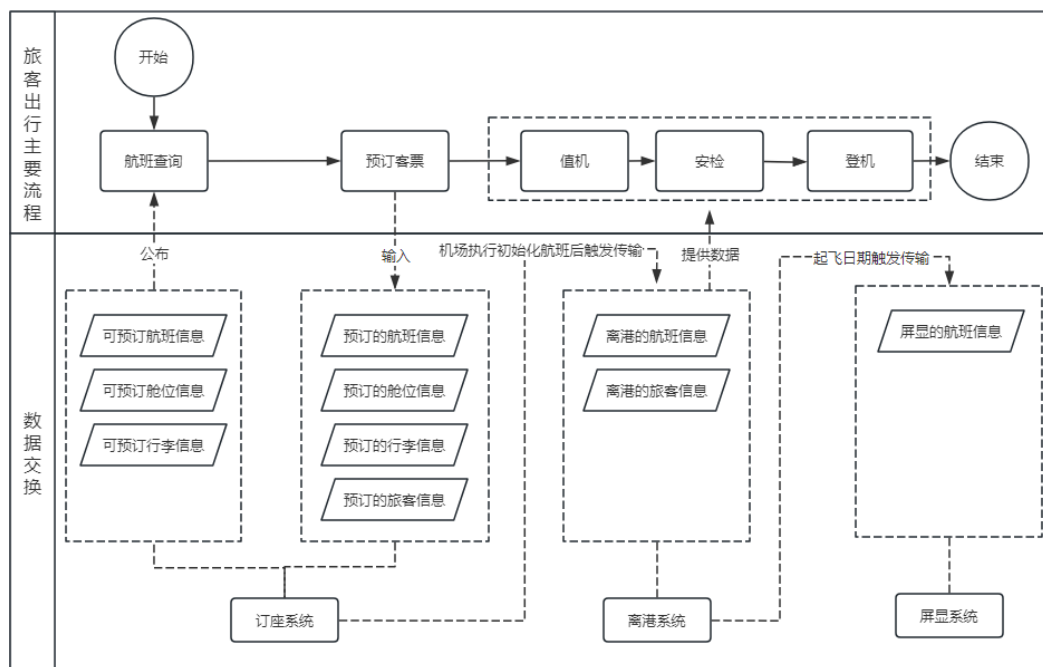 旅客出行主要流程
开始
航班查询
预订客票
值机
安检
登机
结束
数据交换
公布
输入
机场执行初始化航班后触发传输
提供数据
起飞日期触发传输
可预订航班信息
可预订舱位信息
可预订行李信息
预订的航班信息
预订的舱位信息
预订的行李信息
预订的旅客信息
离港的航班信息
离港的旅客信息
屏显的航班信息
订座系统
离港系统
屏显系统